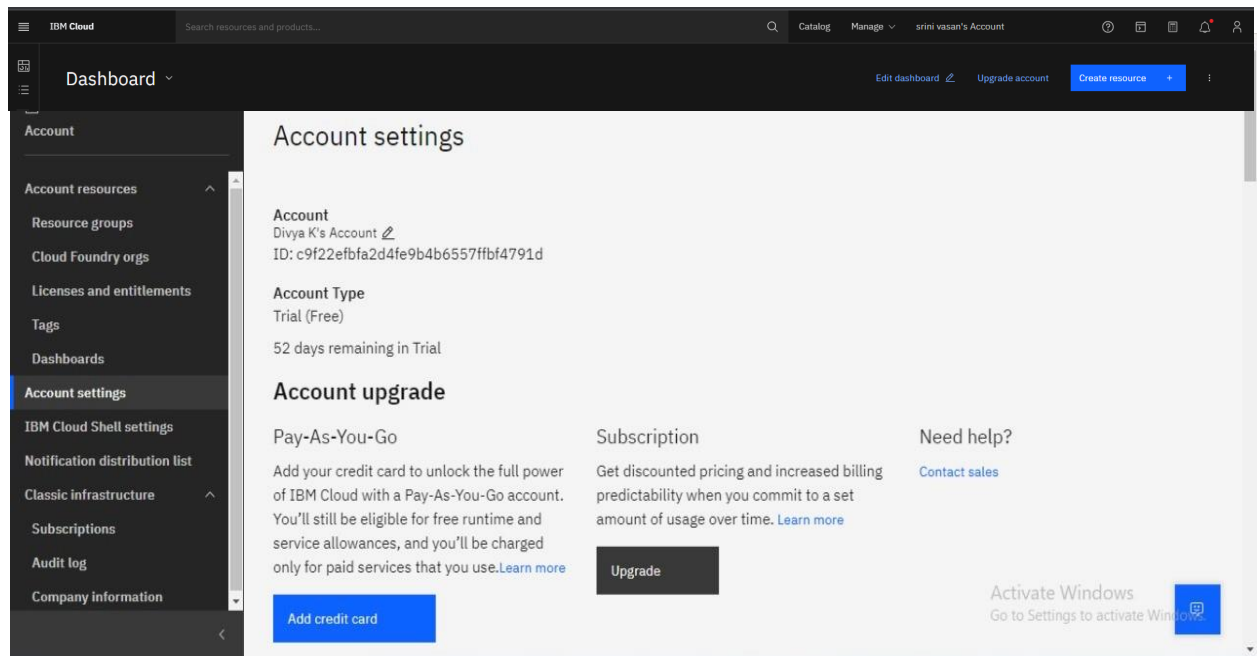 IBM Cloud
Search resources and products...
Catalog
Manage
srini vasan's Account
Dashboard
Edit dashboard
Upgrade account
Create resource +
Account
Account resources
Resource groups
Cloud Foundry orgs
Licenses and entitlements
Tags
Dashboards
Account settings
IBM Cloud Shell settings
Notification distribution list
Classic infrastructure
Subscriptions
Audit log
Company information
Account settings
Account
Divya K's Account
ID: c9f22efbfa2d4fe9b4b6557ffbf4791d
Account Type
Trial (Free)
52 days remaining in Trial
Account upgrade
Pay-As-You-Go
Add your credit card to unlock the full power
of IBM Cloud with a Pay-As-You-Go account.
You'll still be eligible for free runtime and
service allowances, and you'll be charged
only for paid services that you use.Learn more
Add credit card
Subscription
Get discounted pricing and increased billing
predictability when you commit to a set
amount of usage over time. Learn more
Upgrade
Need help?
Contact sales
Activate Windows
Go to Settings to activate Windows.